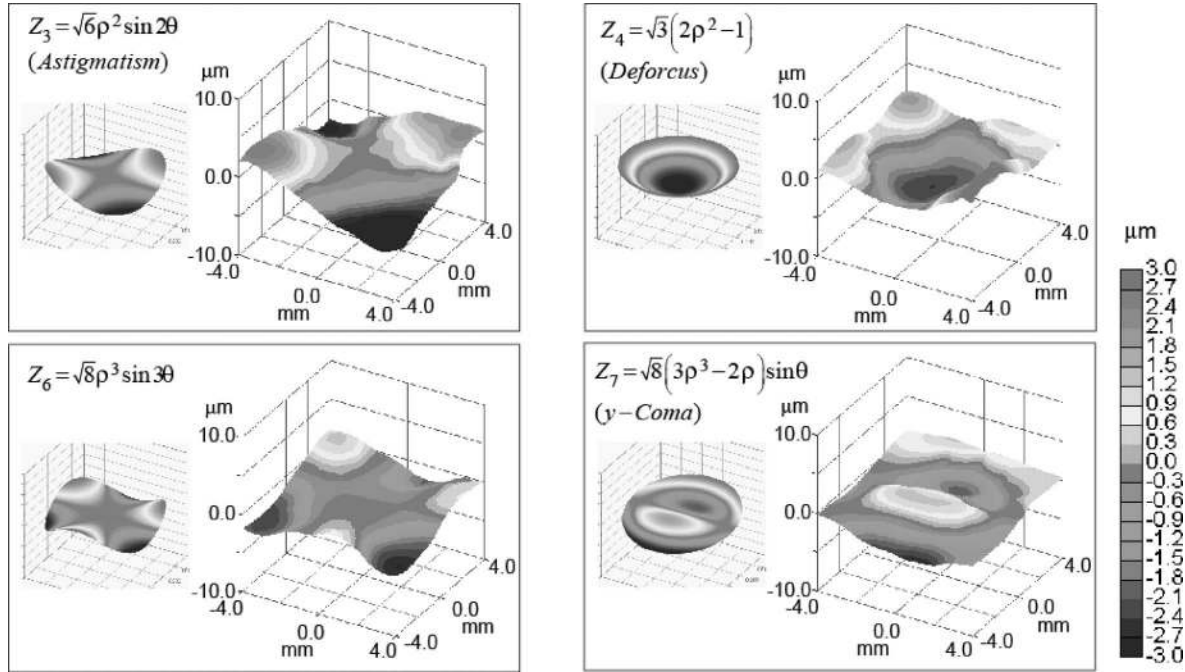 Z₃ = √6ρ² sin 2θ
(Astigmatism)
μm
10.0
0.0
-10.0
-4.0
0.0
mm
4.0
-4.0
0.0
mm
4.0
Z₄ = √3(2ρ² − 1)
(Deforcus)
μm
10.0
0.0
-10.0
-4.0
0.0
mm
4.0
-4.0
0.0
mm
4.0
Z₆ = √8ρ³ sin 3θ
μm
10.0
0.0
-10.0
-4.0
0.0
mm
4.0
-4.0
0.0
mm
4.0
Z₇ = √8(3ρ³ − 2ρ) sinθ
(y − Coma)
μm
10.0
0.0
-10.0
-4.0
0.0
mm
4.0
-4.0
0.0
mm
4.0
μm
3.0
2.7
2.4
2.1
1.8
1.5
1.2
0.9
0.6
0.3
0.0
-0.3
-0.6
-0.9
-1.2
-1.5
-1.8
-2.1
-2.4
-2.7
-3.0